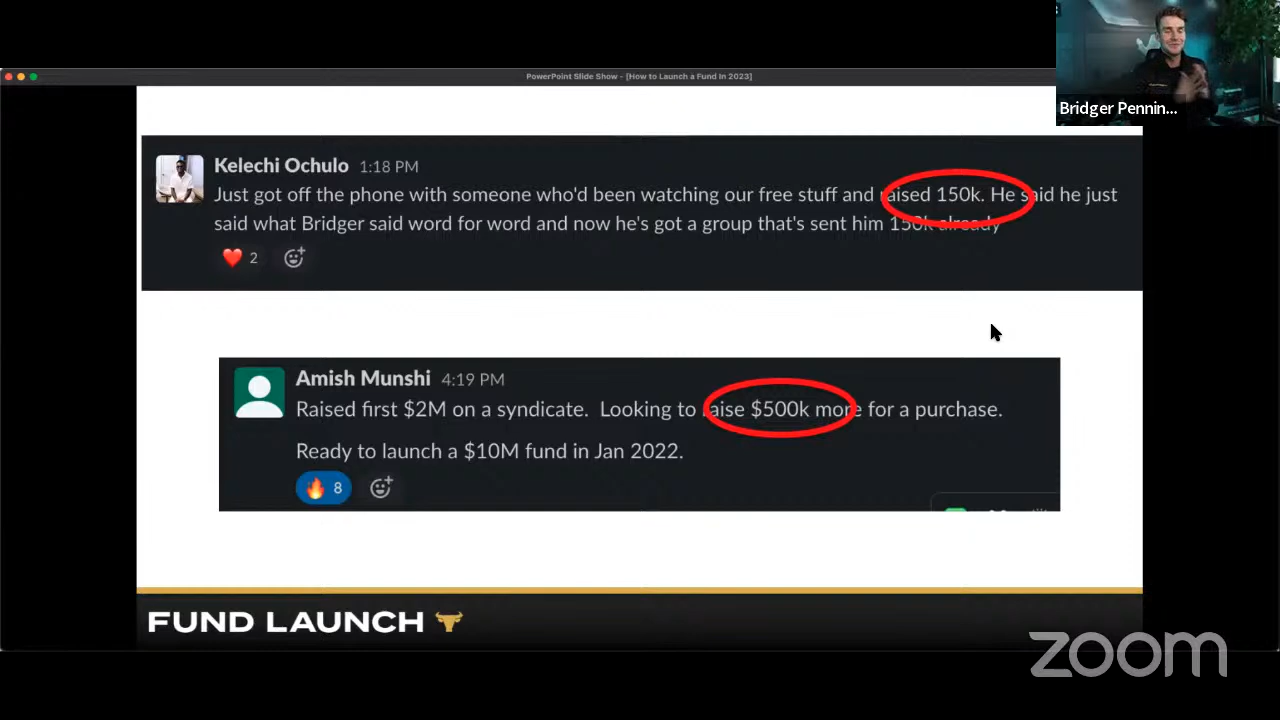 PowerPoint Slide Show - [How to Launch a Fund In 2023]
Bridger Pennin...
Kelechi Ochulo 1:18 PM
Just got off the phone with someone who'd been watching our free stuff and raised 150k. He said he just
said what Bridger said word for word and now he's got a group that's sent him 150k already
2
Amish Munshi 4:19 PM
Raised first $2M on a syndicate. Looking to raise $500k more for a purchase.
Ready to launch a $10M fund in Jan 2022.
8
FUND LAUNCH
zoom